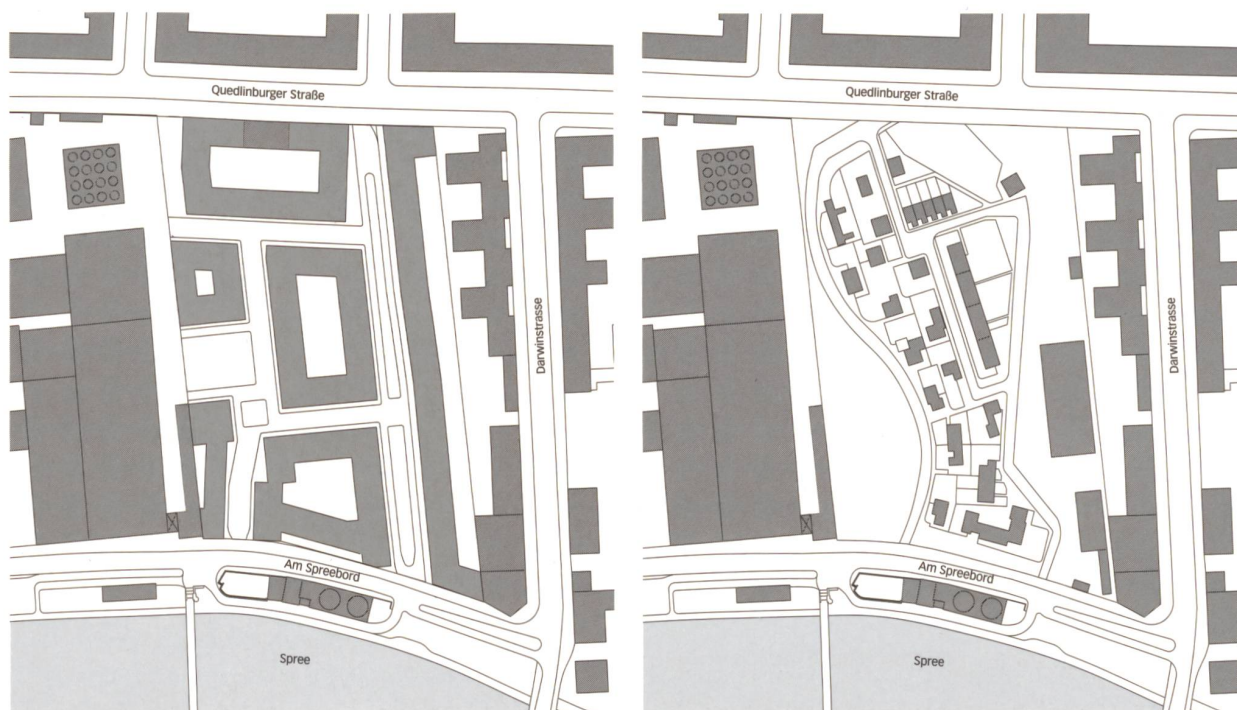 Quedlinburger Straße
Darwinstrasse
Am Spreebord
Spree
Quedlinburger Straße
Darwinstrasse
Am Spreebord
Spree